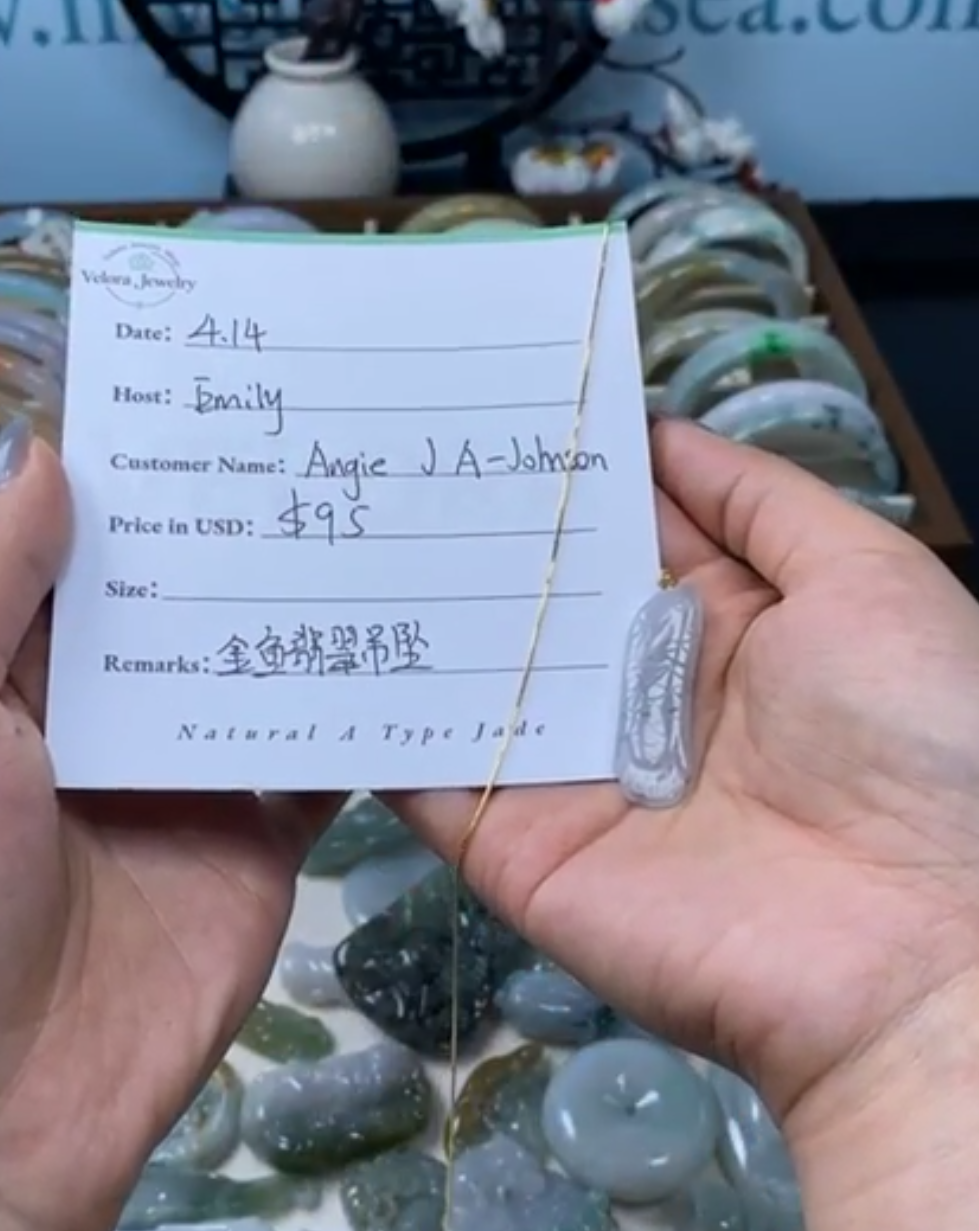 Velora Jewelry
Date: 4.14
Host: Emily
Customer Name: Angie J A-Johnson
Price in USD: $95
Size:
Remarks: 金鱼翡翠吊坠
Natural A Type Jade